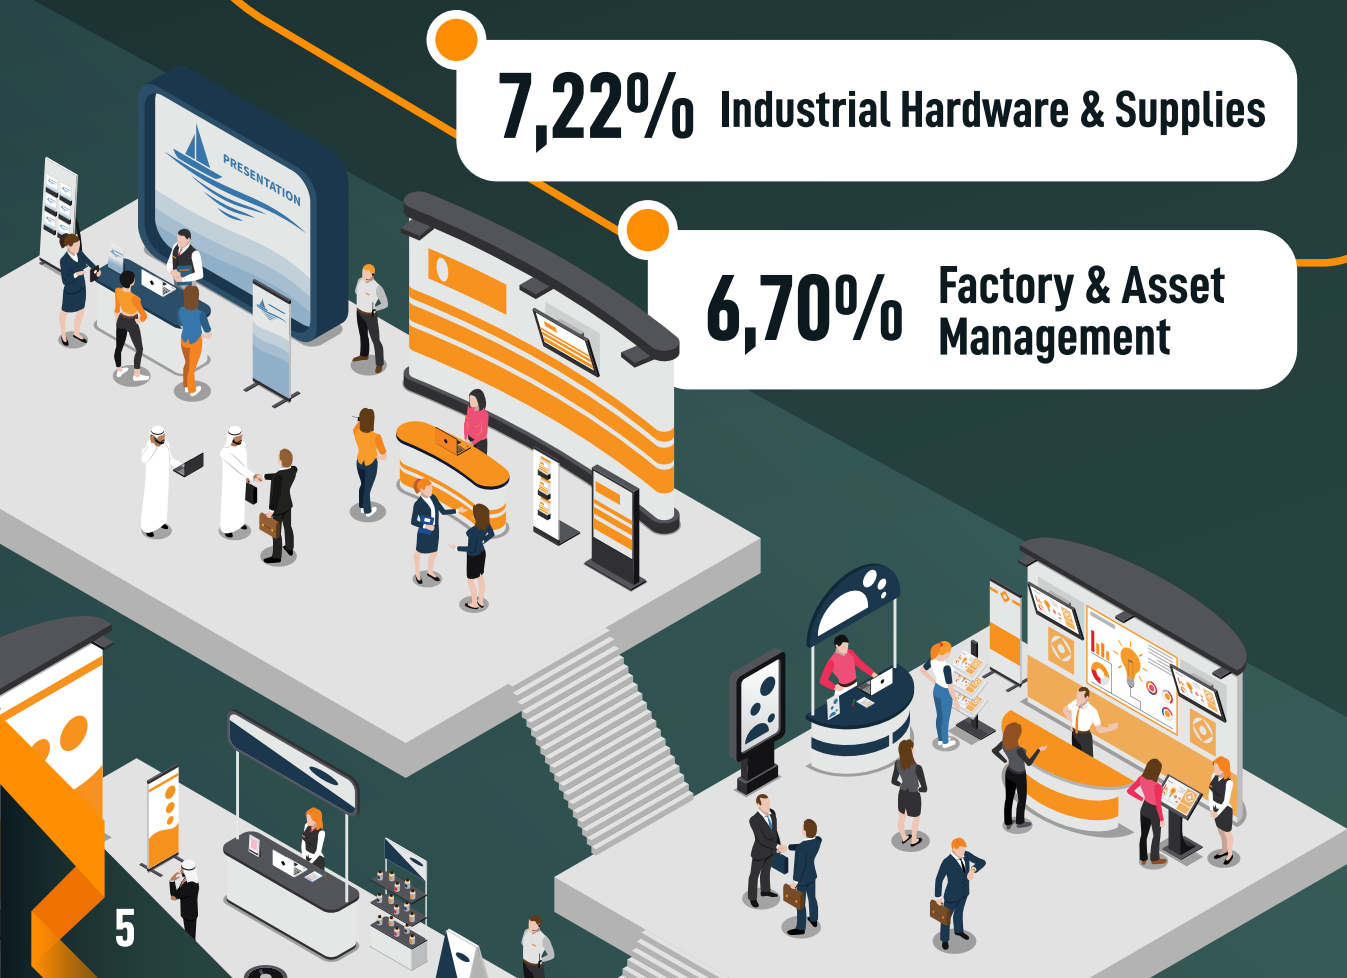 7,22% Industrial Hardware & Supplies
PRESENTATION
6,70% Factory & Asset
Management
5